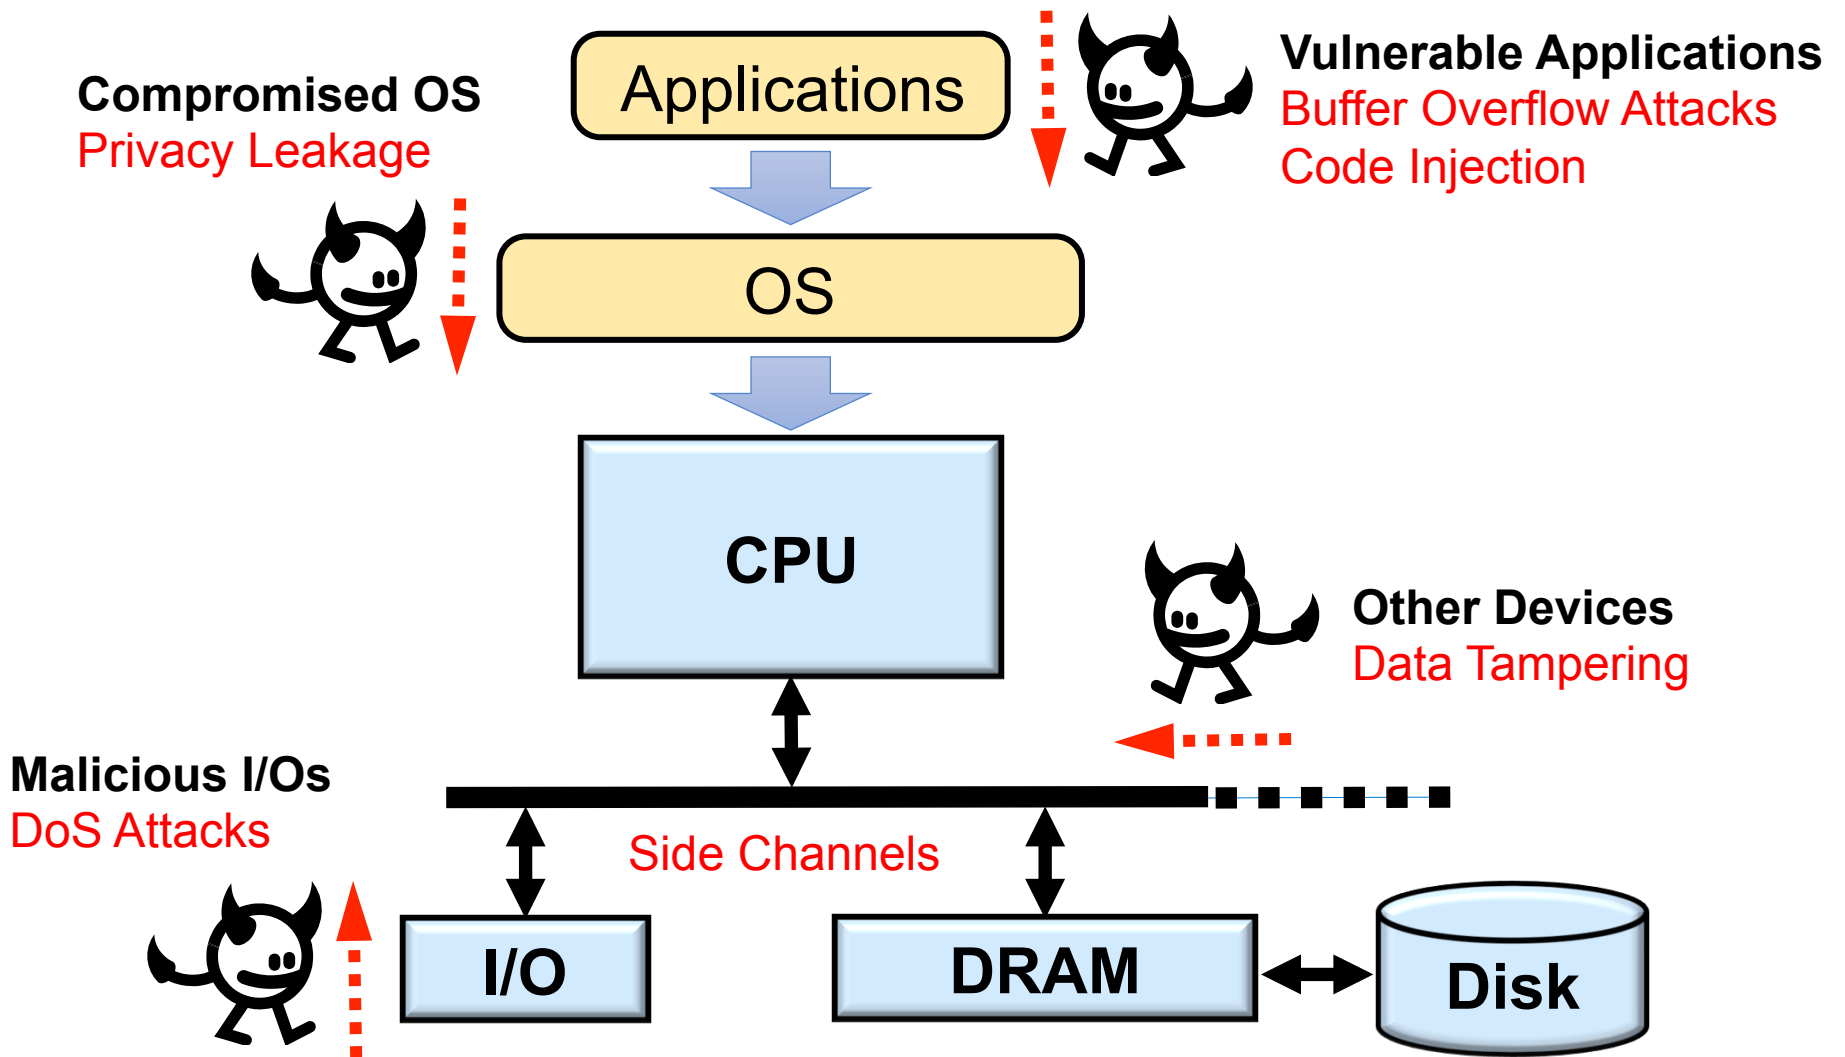 Applications
Vulnerable Applications
Buffer Overflow Attacks
Code Injection
Compromised OS
Privacy Leakage
OS
CPU
Other Devices
Data Tampering
Malicious I/Os
DoS Attacks
Side Channels
I/O
DRAM
Disk